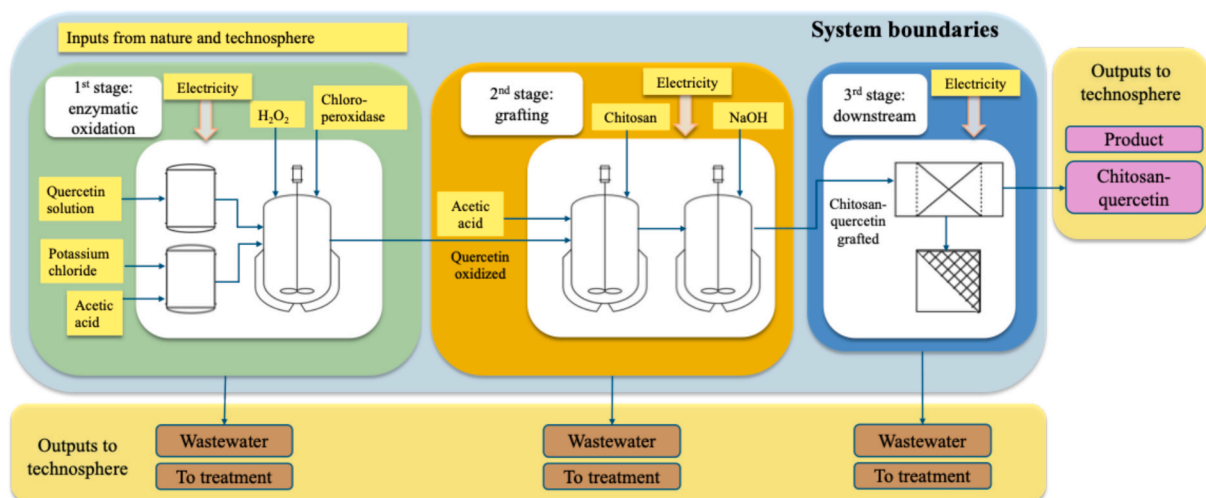 Inputs from nature and technosphere
System boundaries
1st stage:
enzymatic
oxidation
Electricity
H₂O₂
Chloro-
peroxidase
Quercetin
solution
Potassium
chloride
Acetic
acid
2nd stage:
grafting
Electricity
Chitosan
NaOH
Acetic
acid
Quercetin
oxidized
3rd stage:
downstream
Electricity
Chitosan-
quercetin
grafted
Outputs to
technosphere
Product
Chitosan-
quercetin
Outputs to
technosphere
Wastewater
To treatment
Wastewater
To treatment
Wastewater
To treatment